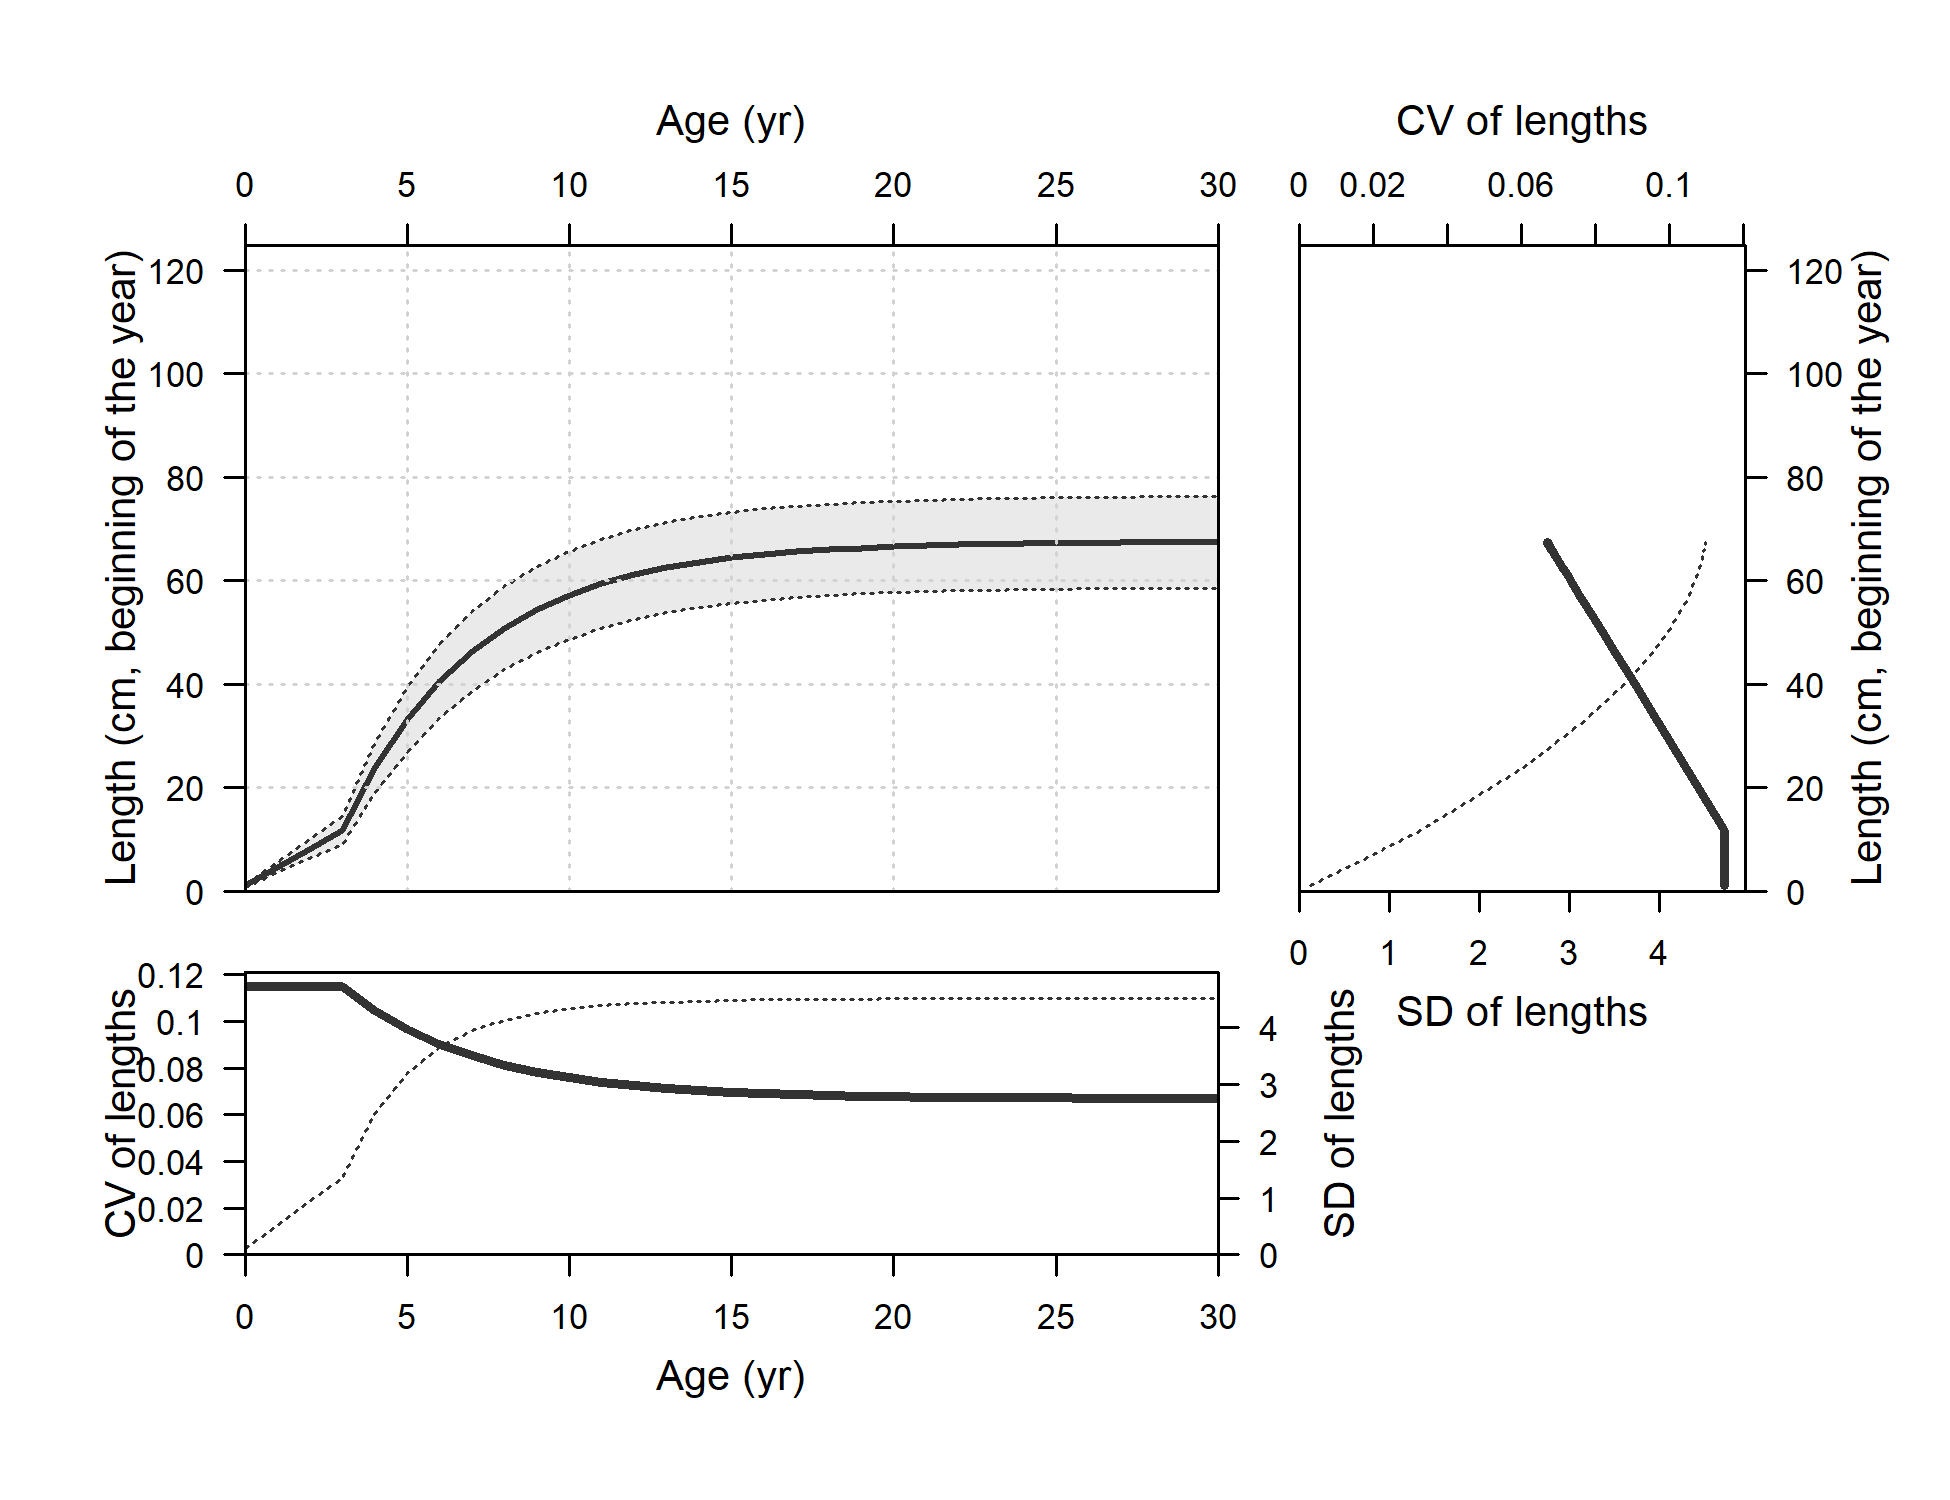 Age (yr)
CV of lengths
0 5 10 15 20 25 30
0 0.02 0.06 0.1
Length (cm, beginning of the year)
120
100
80
60
40
20
0
120
100
80
60
40
20
0
Length (cm, beginning of the year)
0 1 2 3 4
SD of lengths
CV of lengths
0.12
0.1
0.08
0.06
0.04
0.02
0
4
3
2
1
0
SD of lengths
0 5 10 15 20 25 30
Age (yr)